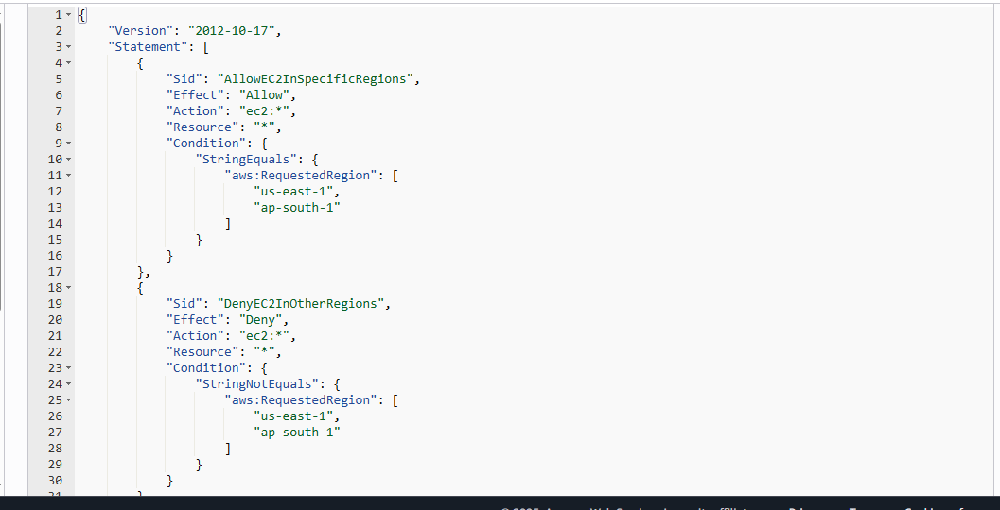 1 {
2 "Version": "2012-10-17",
3 "Statement": [
4 {
5 "Sid": "AllowEC2InSpecificRegions",
6 "Effect": "Allow",
7 "Action": "ec2:*",
8 "Resource": "*",
9 "Condition": {
10 "StringEquals": {
11 "aws:RequestedRegion": [
12 "us-east-1",
13 "ap-south-1"
14 ]
15 }
16 }
17 },
18 {
19 "Sid": "DenyEC2InOtherRegions",
20 "Effect": "Deny",
21 "Action": "ec2:*",
22 "Resource": "*",
23 "Condition": {
24 "StringNotEquals": {
25 "aws:RequestedRegion": [
26 "us-east-1",
27 "ap-south-1"
28 ]
29 }
30 }